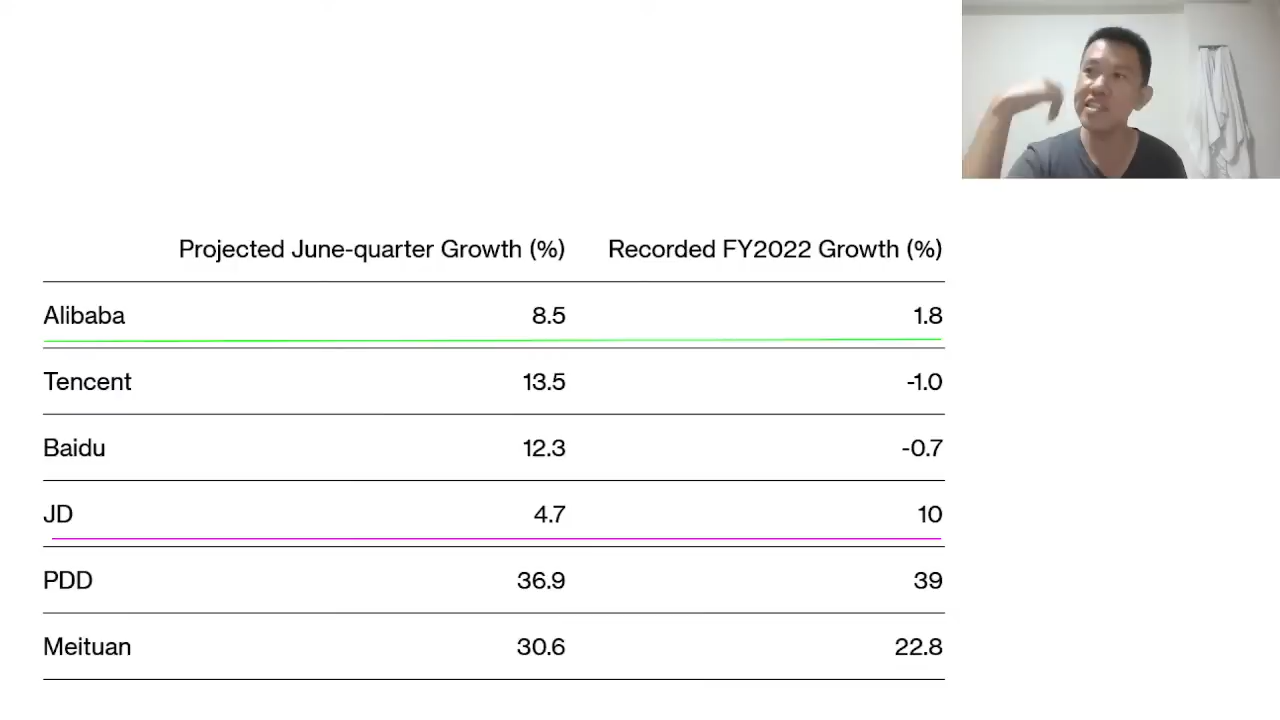 Projected June-quarter Growth (%) Recorded FY2022 Growth (%)
Alibaba 8.5 1.8
Tencent 13.5 -1.0
Baidu 12.3 -0.7
JD 4.7 10
PDD 36.9 39
Meituan 30.6 22.8